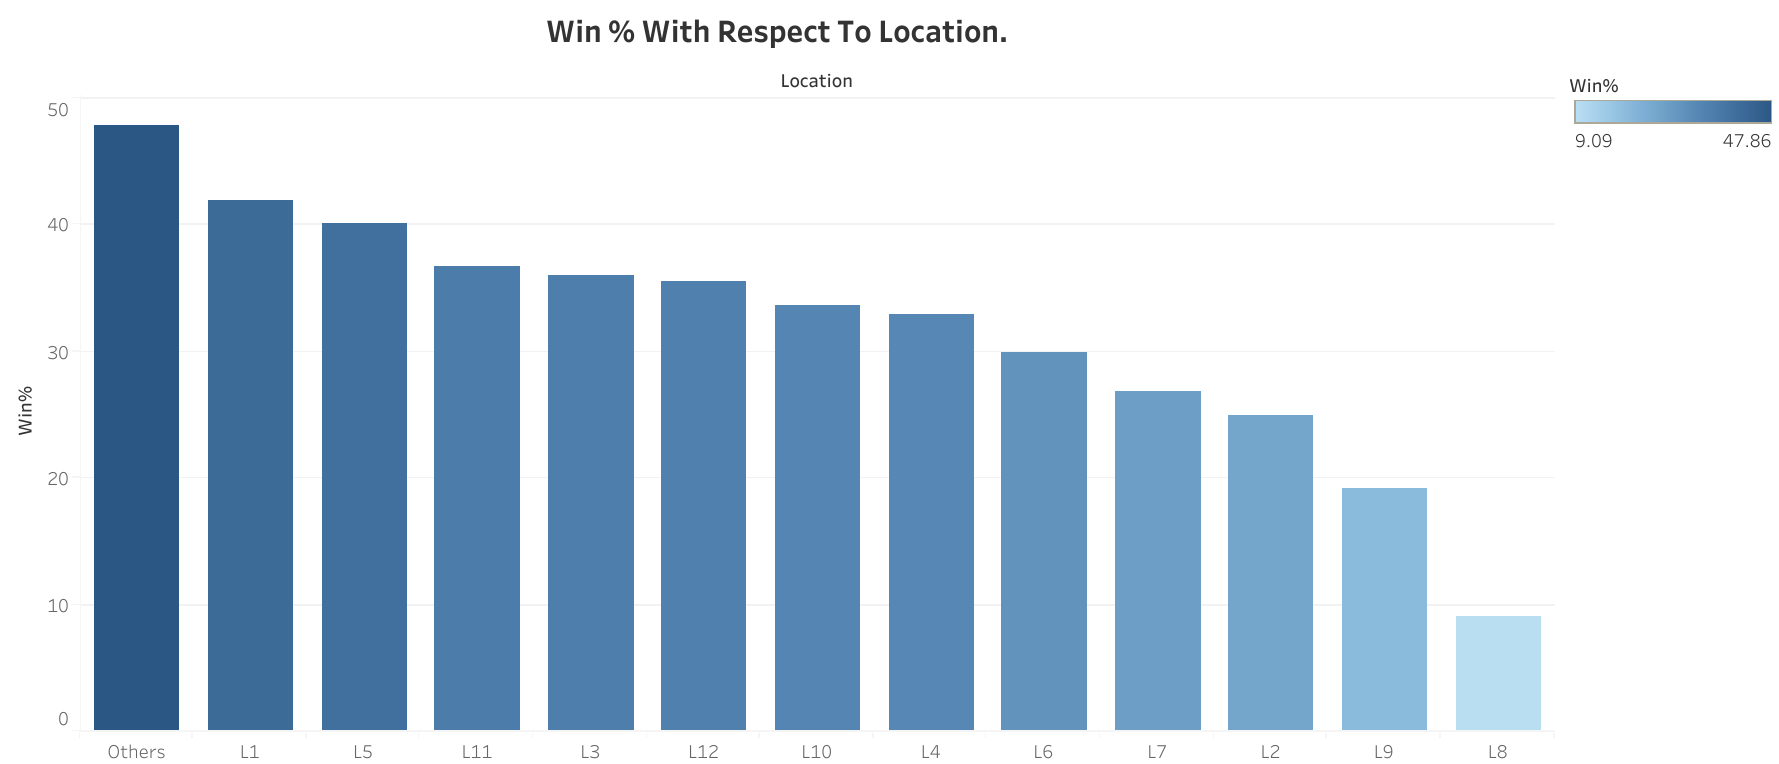 Win % With Respect To Location.
Location
Win%
9.09 47.86
50
40
30
20
10
0
Win%
Others L1 L5 L11 L3 L12 L10 L4 L6 L7 L2 L9 L8